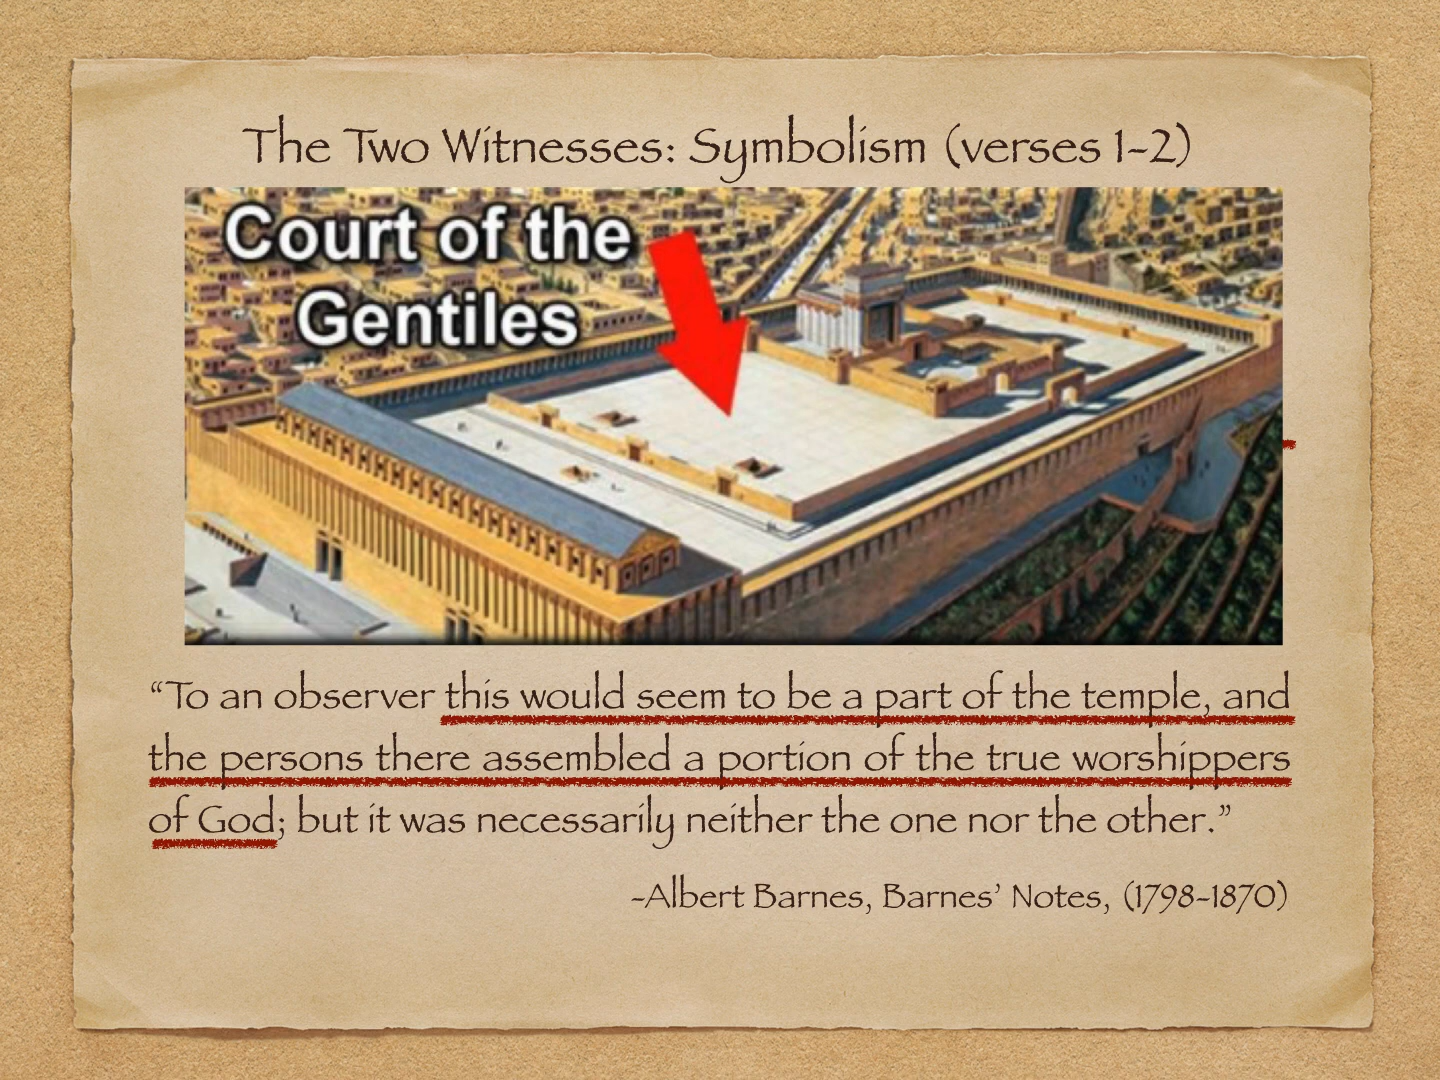 The Two Witnesses: Symbolism (verses 1-2)
Court of the
Gentiles
“To an observer this would seem to be a part of the temple, and
the persons there assembled a portion of the true worshippers
of God; but it was necessarily neither the one nor the other.”
-Albert Barnes, Barnes’ Notes, (1798-1870)